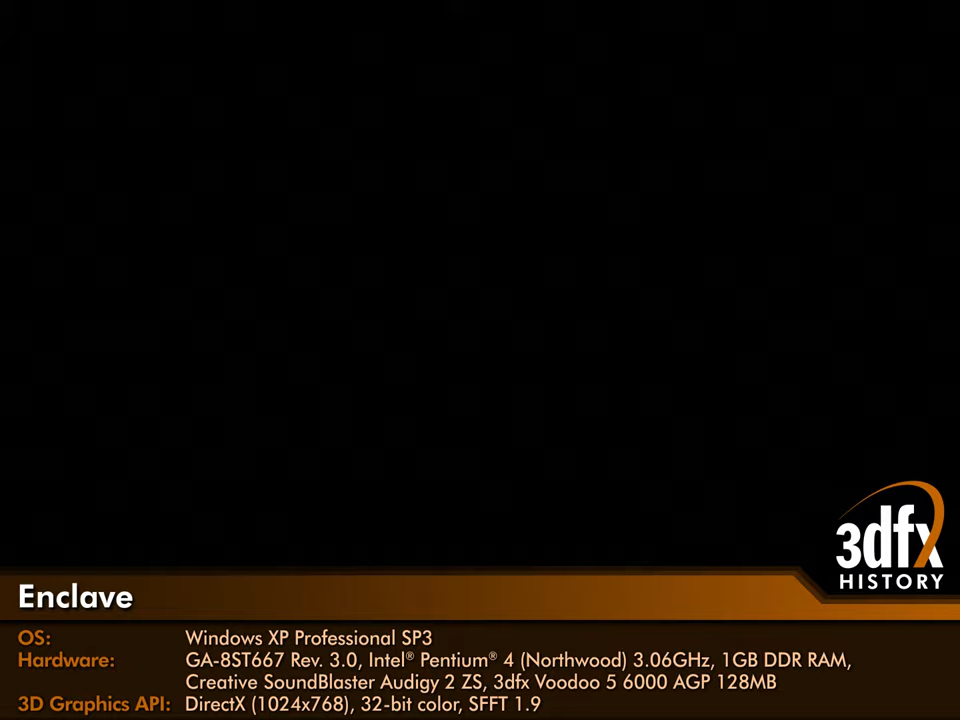 3dfx
HISTORY
Enclave
OS: Windows XP Professional SP3
Hardware: GA-8ST667 Rev. 3.0, Intel® Pentium® 4 (Northwood) 3.06GHz, 1GB DDR RAM,
Creative SoundBlaster Audigy 2 ZS, 3dfx Voodoo 5 6000 AGP 128MB
3D Graphics API: DirectX (1024x768), 32-bit color, SFFT 1.9